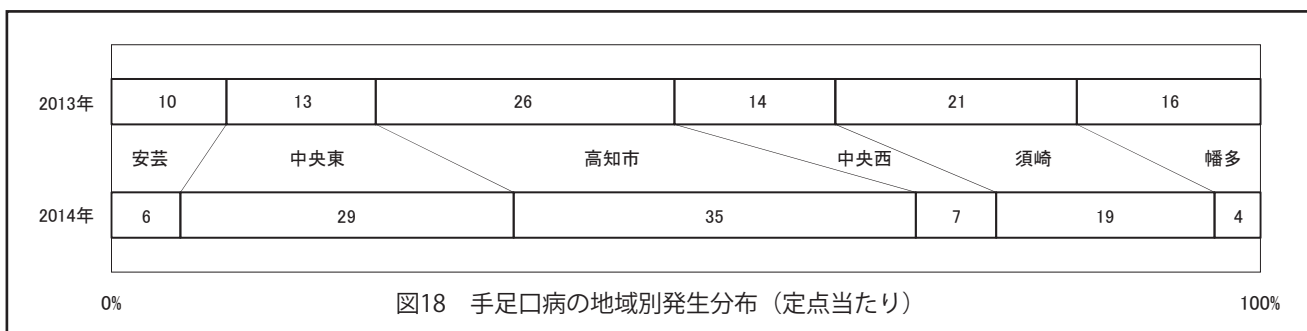 2013年 10 13 26 14 21 16
安芸 中央東 高知市 中央西 須崎 幡多
2014年 6 29 35 7 19 4
0% 図18 手足口病の地域別発生分布（定点当たり） 100%